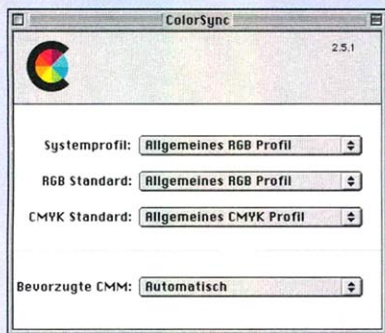 ColorSync
2.5.1
Systemprofil: Allgemeines RGB Profil
RGB Standard: Allgemeines RGB Profil
CMYK Standard: Allgemeines CMYK Profil
Bevorzugte CMM: Automatisch